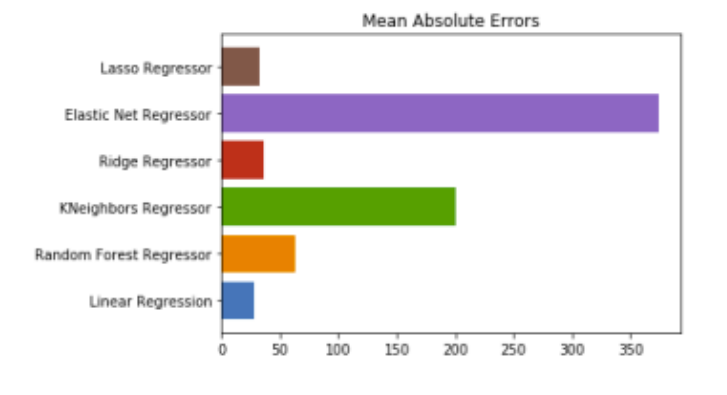 Mean Absolute Errors
Lasso Regressor
Elastic Net Regressor
Ridge Regressor
KNeighbors Regressor
Random Forest Regressor
Linear Regression
0 50 100 150 200 250 300 350